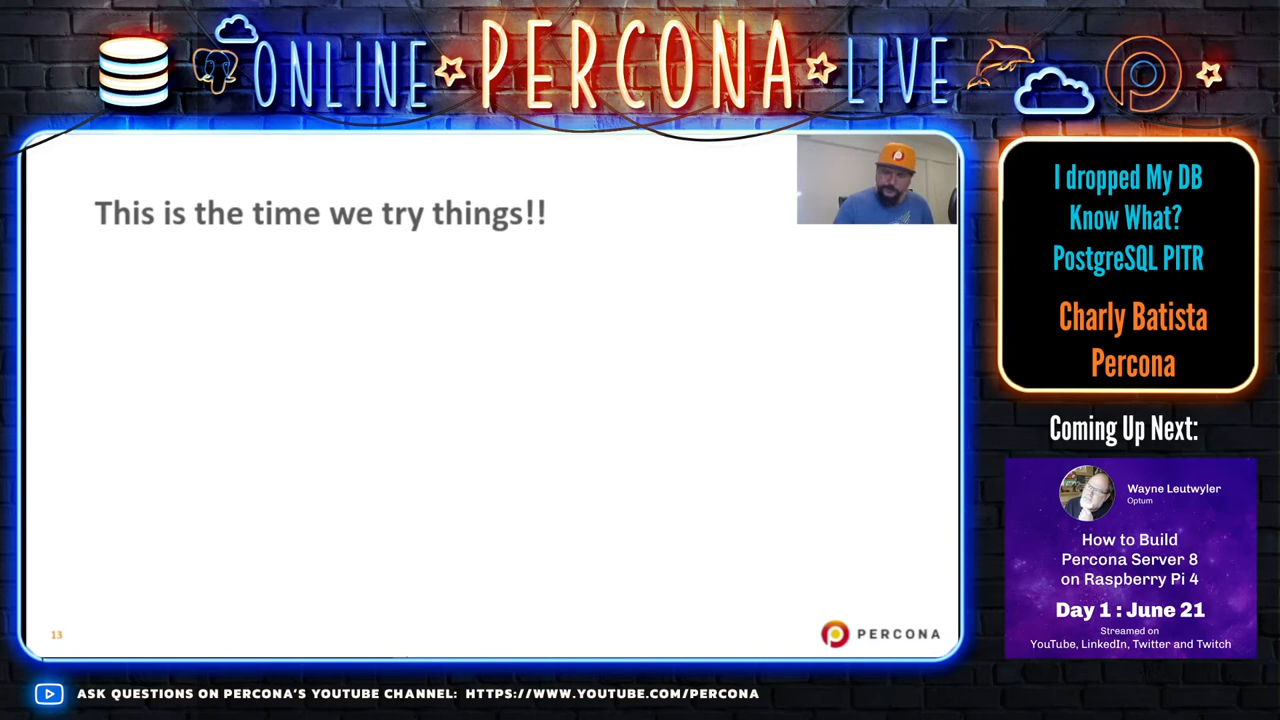 ONLINE PERCONA LIVE
This is the time we try things!!
13
PERCONA
I dropped My DB
Know What?
PostgreSQL PITR
Charly Batista
Percona
Coming Up Next:
Wayne Leutwyler
Optum
How to Build
Percona Server 8
on Raspberry Pi 4
Day 1 : June 21
Streamed on
YouTube, LinkedIn, Twitter and Twitch
ASK QUESTIONS ON PERCONA'S YOUTUBE CHANNEL: HTTPS://WWW.YOUTUBE.COM/PERCONA